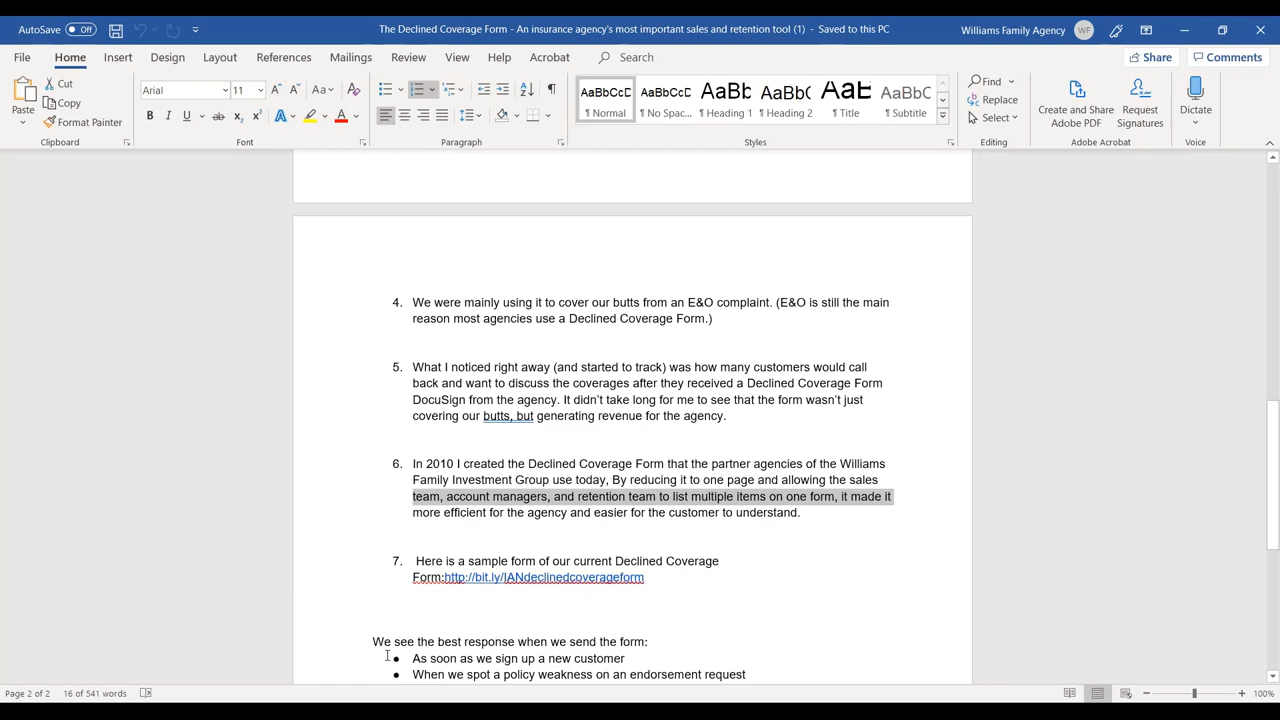 AutoSave Off The Declined Coverage Form - An insurance agency's most important sales and retention tool (1) - Saved to this PC Williams Family Agency WF
File Home Insert Design Layout References Mailings Review View Help Acrobat Search Share Comments
Paste Cut Copy Format Painter
Clipboard
Arial 11
B I U ab x₂ x² A A
Font
Paragraph
AaBbCcD ¶ Normal
AaBbCcD ¶ No Spac...
AaBb( ¶ Heading 1
AaBbC( ¶ Heading 2
AaE ¶ Title
AaBbC ¶ Subtitle
Styles
Find Replace Select
Editing
Create and Share Adobe PDF
Request Signatures
Adobe Acrobat
Dictate
Voice
4. We were mainly using it to cover our butts from an E&O complaint. (E&O is still the main
reason most agencies use a Declined Coverage Form.)
5. What I noticed right away (and started to track) was how many customers would call
back and want to discuss the coverages after they received a Declined Coverage Form
DocuSign from the agency. It didn't take long for me to see that the form wasn't just
covering our butts, but generating revenue for the agency.
6. In 2010 I created the Declined Coverage Form that the partner agencies of the Williams
Family Investment Group use today, By reducing it to one page and allowing the sales
team, account managers, and retention team to list multiple items on one form, it made it
more efficient for the agency and easier for the customer to understand.
7. Here is a sample form of our current Declined Coverage
Form:http://bit.ly/IANdeclinedcoverageform
We see the best response when we send the form:
● As soon as we sign up a new customer
● When we spot a policy weakness on an endorsement request
Page 2 of 2 16 of 541 words 100%